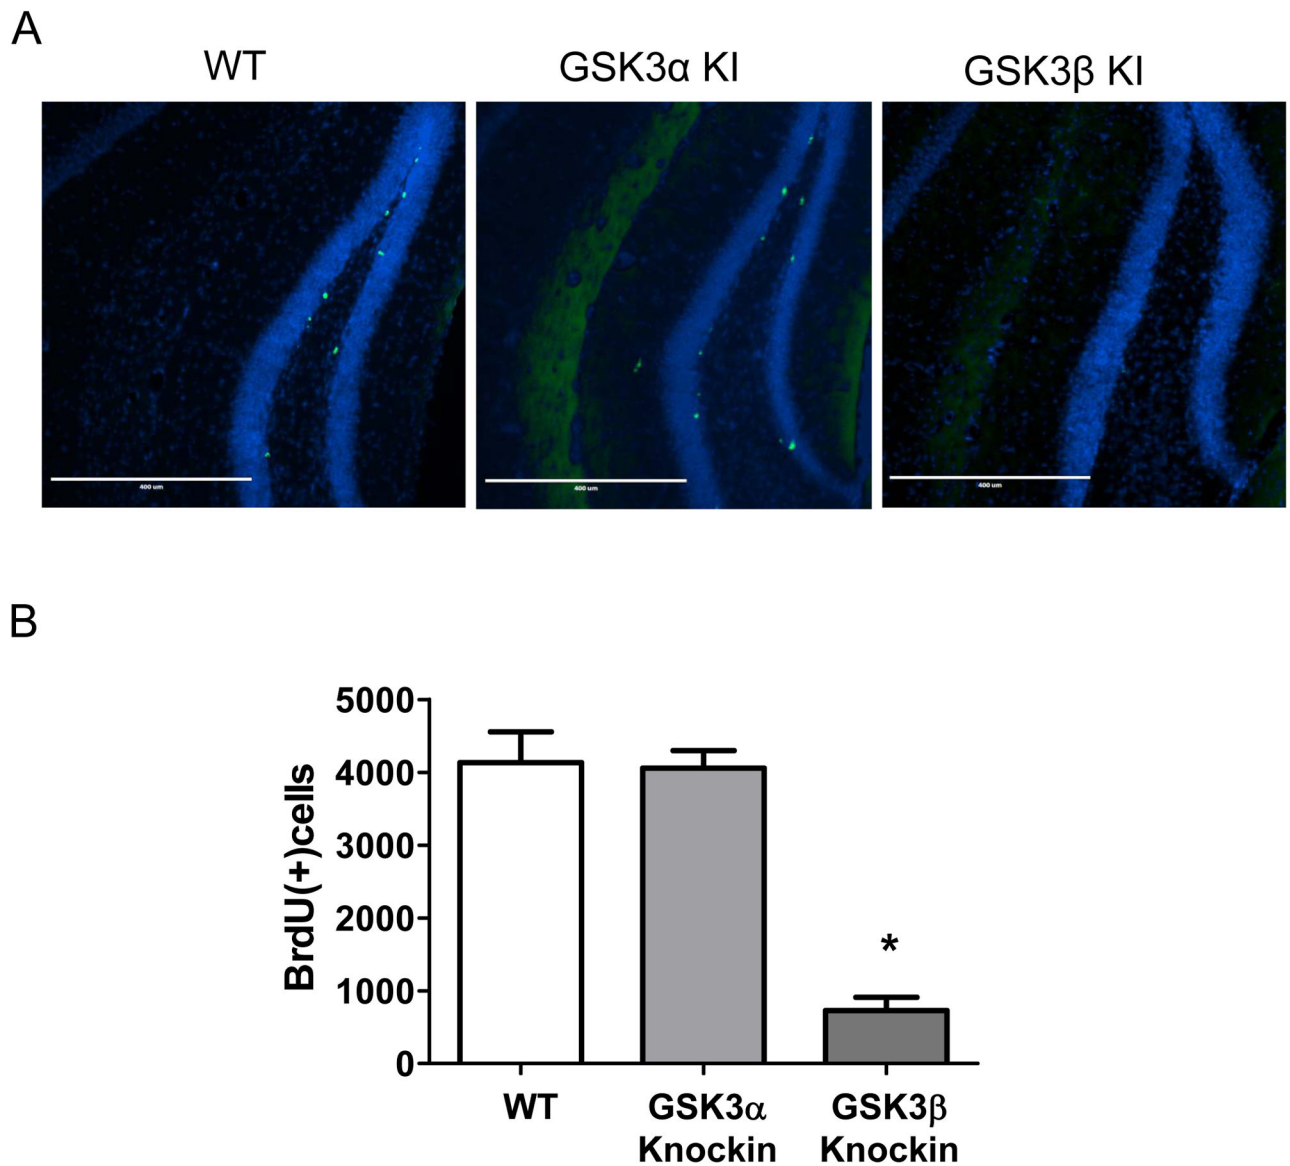 A
WT
GSK3α KI
GSK3β KI
400 um
400 um
400 um
B
5000
4000
3000
2000
1000
0
BrdU(+)cells
*
WT
GSK3α
Knockin
GSK3β
Knockin